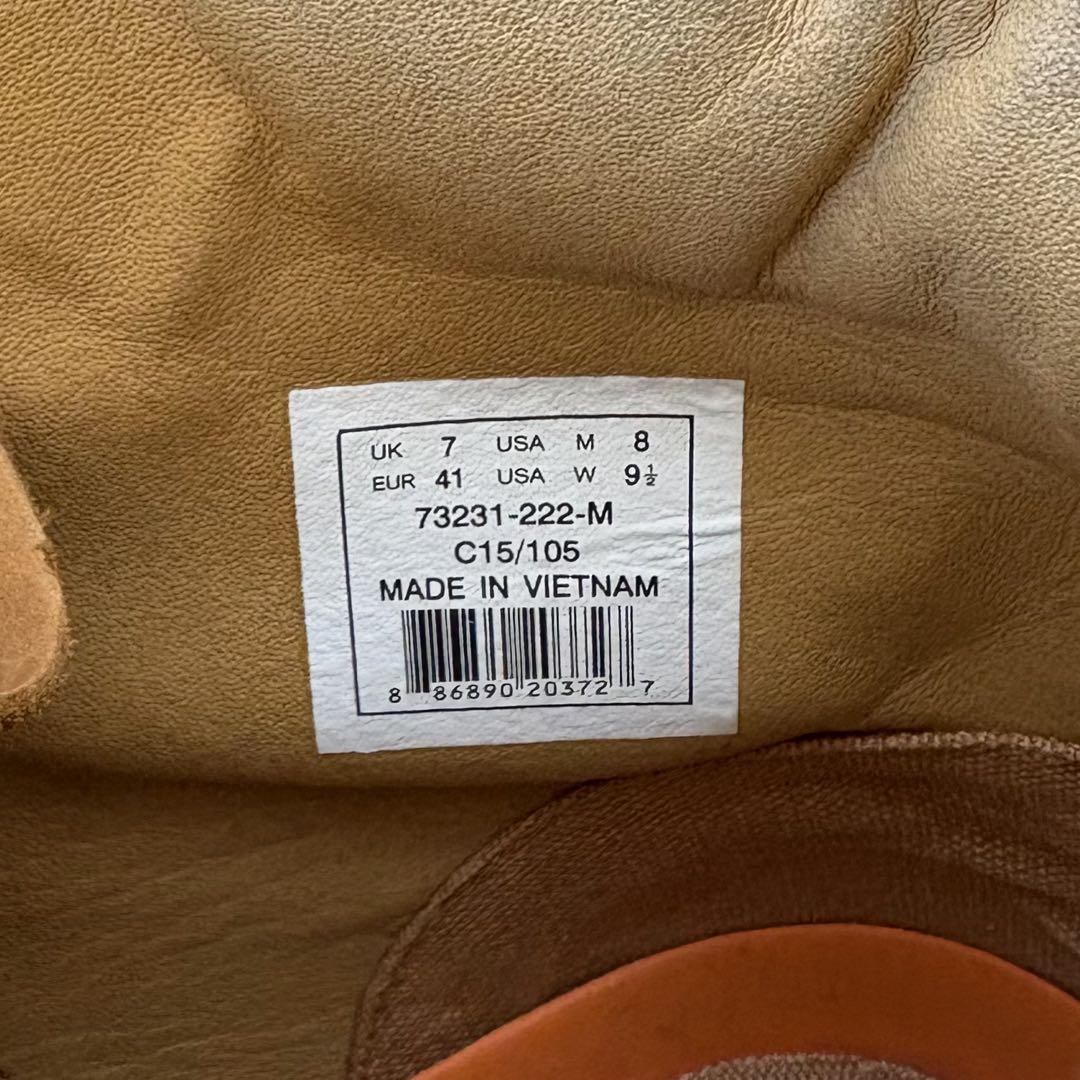 UK 7 USA M 8
EUR 41 USA W 9½
73231-222-M
C15/105
MADE IN VIETNAM
8 86890 20372 7